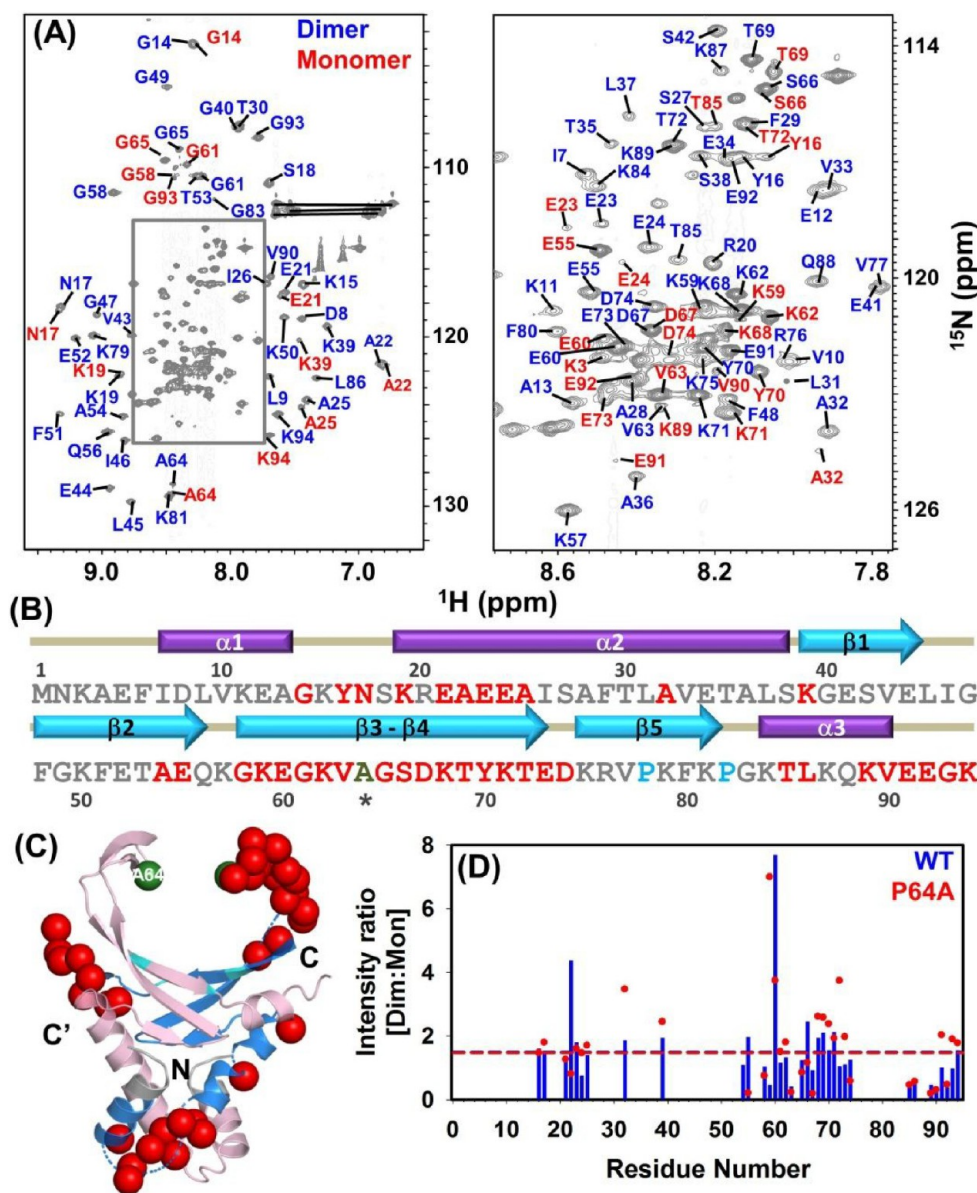 (A)
Dimer
Monomer
G14 G14
G49
G40 T30 G93
G65 G61
G65
S18
G58 G58 G61
G93 T53 G83
110
V90
I26 E21 K15
E21
N17 G47 V43 D8
N17
K39
E52 K79 K50 K39 A22
K19 L86 A22
K19
A54 L9 A25
F51 K94 A25
Q56 I46 K94
A64
E44 A64
L45 K81
120
130
9.0 8.0 7.0
S42 K87 T69 T69
S66
L37 S27 T85 S66
F29
T35 T72 E34 T72 Y16
K89
I7 K84 S38 Y16 V33
E92
E23 E23 E12
E24 T85 R20
E55 Q88 V77
E24
E55 K59 K62 E41
K11 D74 K68 K59
E73 D67 D67 K62
F80 E60 K68 R76
E60 D74 E91 V10
K3 Y70
E92 V63 V90 L31
A13 K75 Y70
E73 A28 F48 A32
V63 K89 K71 K71
E91 A32
A36
K57
114
120
126
8.6 8.2 7.8
¹⁵N (ppm)
¹H (ppm)
(B)
α1 α2 β1
1 10 20 30 40
MNKAEFIDLVKEAGKYNSKREAEEAISAFTLAVETALSKGESVELIG
β2 β3 - β4 β5 α3
FGKFETAEQKGKEGKVAGSDKTYKTEDKRVPKFKPGKTLKQKVEEGK
50 60 * 70 80 90
(C)
A64
C
C'
N
(D)
WT
P64A
Intensity ratio
[Dim:Mon]
8
6
4
2
0
0 10 20 30 40 50 60 70 80 90
Residue Number